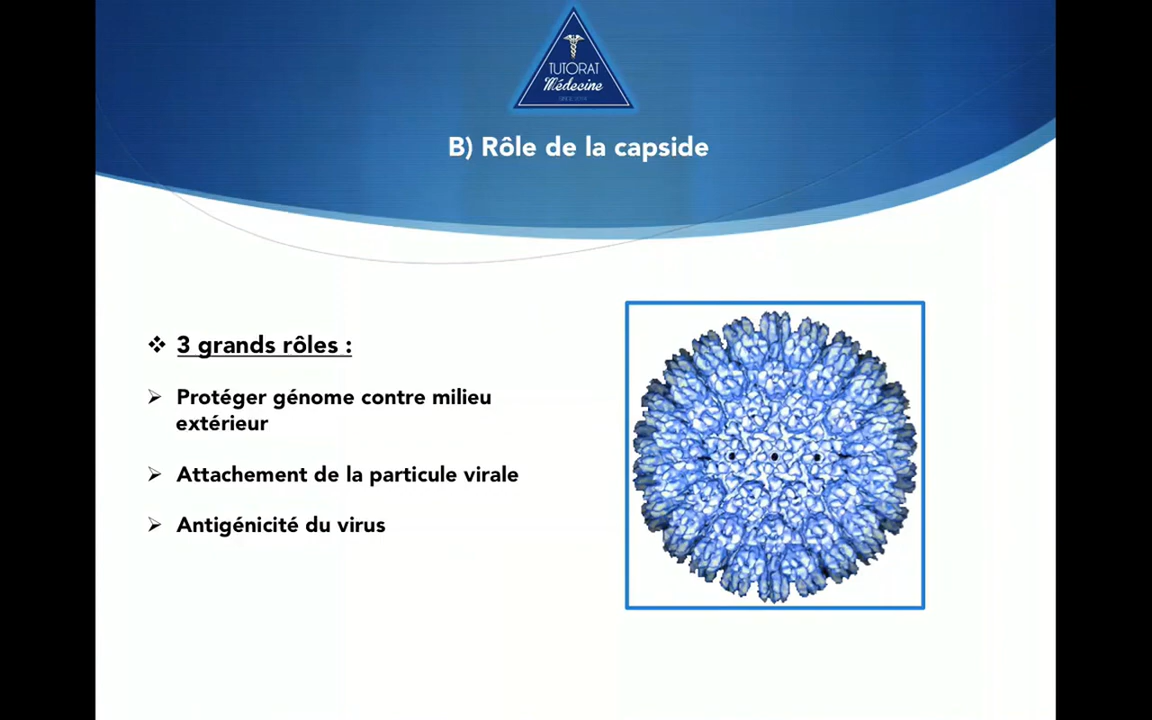 TUTORAT
Médecine
B) Rôle de la capside
❖ 3 grands rôles :
➢ Protéger génome contre milieu
extérieur
➢ Attachement de la particule virale
➢ Antigénicité du virus